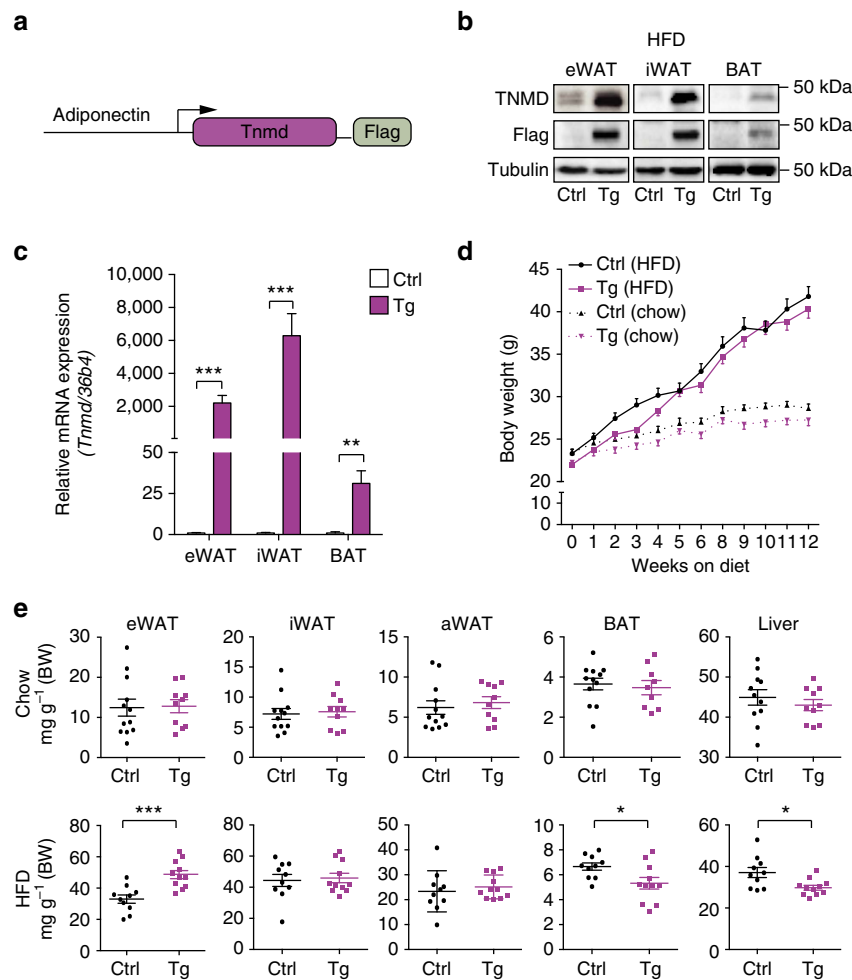 a
Adiponectin
Tnmd
Flag
b
HFD
eWAT iWAT BAT
TNMD
50 kDa
Flag
50 kDa
Tubulin
50 kDa
Ctrl Tg Ctrl Tg Ctrl Tg
c
Relative mRNA expression
(Tnmd/36b4)
10,000
8,000
6,000
4,000
2,000
50
25
0
***
***
**
Ctrl
Tg
eWAT iWAT BAT
d
Ctrl (HFD)
Tg (HFD)
Ctrl (chow)
Tg (chow)
Body weight (g)
40
35
30
25
20
10
0
0 1 2 3 4 5 6 8 9 10 11 12
Weeks on diet
e
eWAT iWAT aWAT BAT Liver
Chow
mg g⁻¹ (BW)
30 20 10 0
20 15 10 5 0
15 10 5 0
6 4 2 0
60 50 40 30
Ctrl Tg Ctrl Tg Ctrl Tg Ctrl Tg Ctrl Tg
HFD
mg g⁻¹ (BW)
*** * *
80 60 40 20 0
80 60 40 20 0
50 40 30 20 10 0
10 8 6 4 2 0
60 40 20 0
Ctrl Tg Ctrl Tg Ctrl Tg Ctrl Tg Ctrl Tg